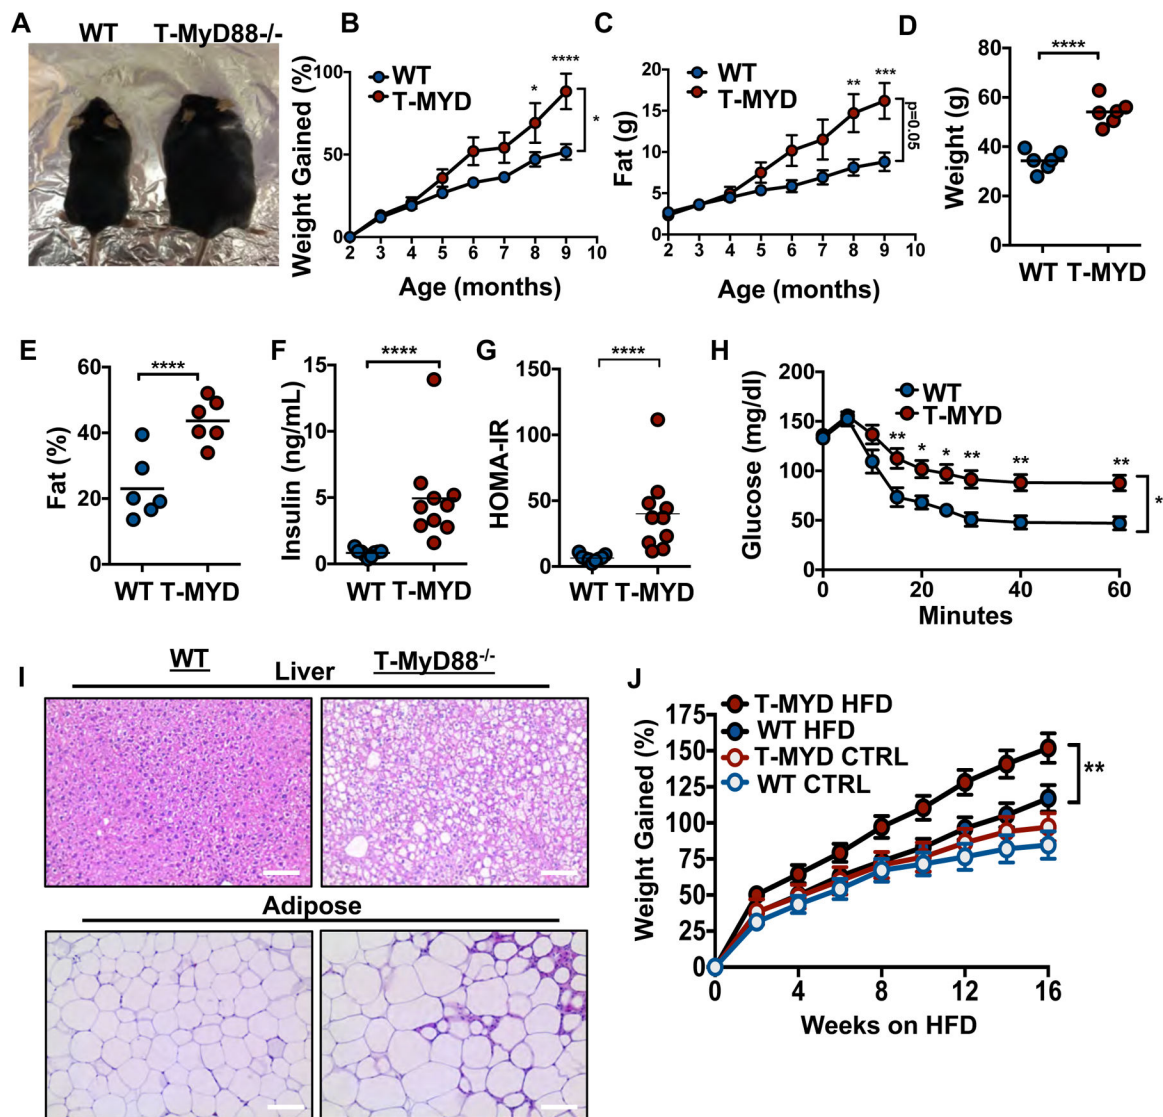 A
WT T-MyD88-/-
B
Weight Gained (%)
100
50
0
WT
T-MYD
*
****
*
2 3 4 5 6 7 8 9 10
Age (months)
C
Fat (g)
20
15
10
5
0
WT
T-MYD
**
***
p=0.05
2 3 4 5 6 7 8 9 10
Age (months)
D
Weight (g)
80
60
40
20
0
****
WT T-MYD
E
Fat (%)
60
40
20
0
****
WT T-MYD
F
Insulin (ng/mL)
15
10
5
0
****
WT T-MYD
G
HOMA-IR
150
100
50
0
****
WT T-MYD
H
Glucose (mg/dl)
200
150
100
50
0
WT
T-MYD
** * * ** ** **
*
0 20 40 60
Minutes
I
WT T-MyD88-/-
Liver
Adipose
J
Weight Gained (%)
175
150
125
100
75
50
25
0
T-MYD HFD
WT HFD
T-MYD CTRL
WT CTRL
**
0 4 8 12 16
Weeks on HFD